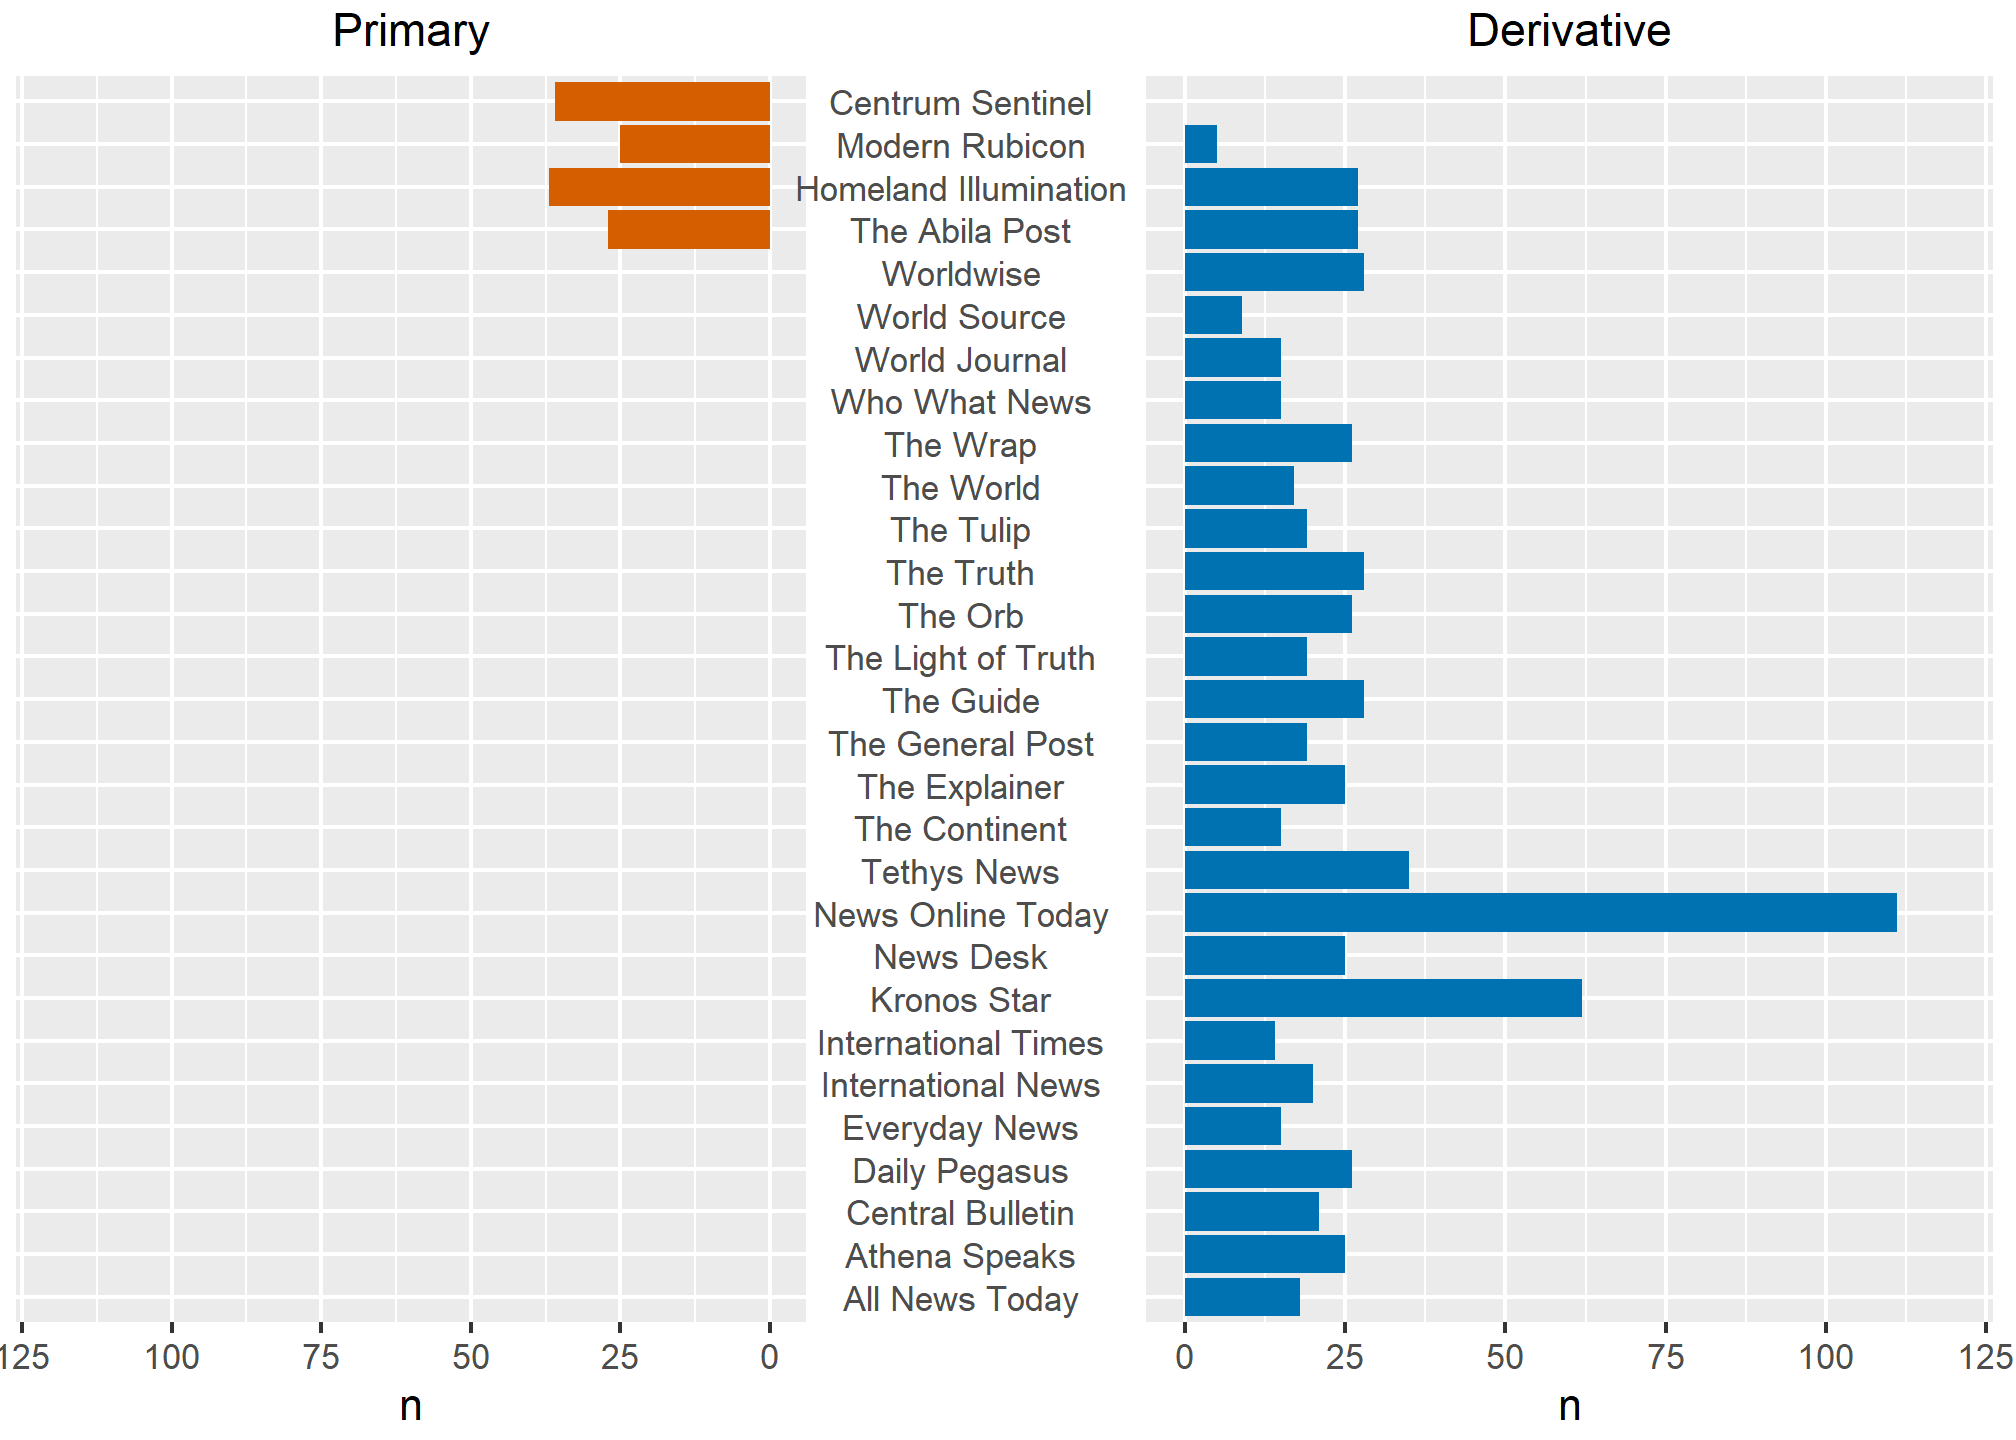 Primary
Derivative
Centrum Sentinel
Modern Rubicon
Homeland Illumination
The Abila Post
Worldwise
World Source
World Journal
Who What News
The Wrap
The World
The Tulip
The Truth
The Orb
The Light of Truth
The Guide
The General Post
The Explainer
The Continent
Tethys News
News Online Today
News Desk
Kronos Star
International Times
International News
Everyday News
Daily Pegasus
Central Bulletin
Athena Speaks
All News Today
125 100 75 50 25 0
0 25 50 75 100 125
n
n